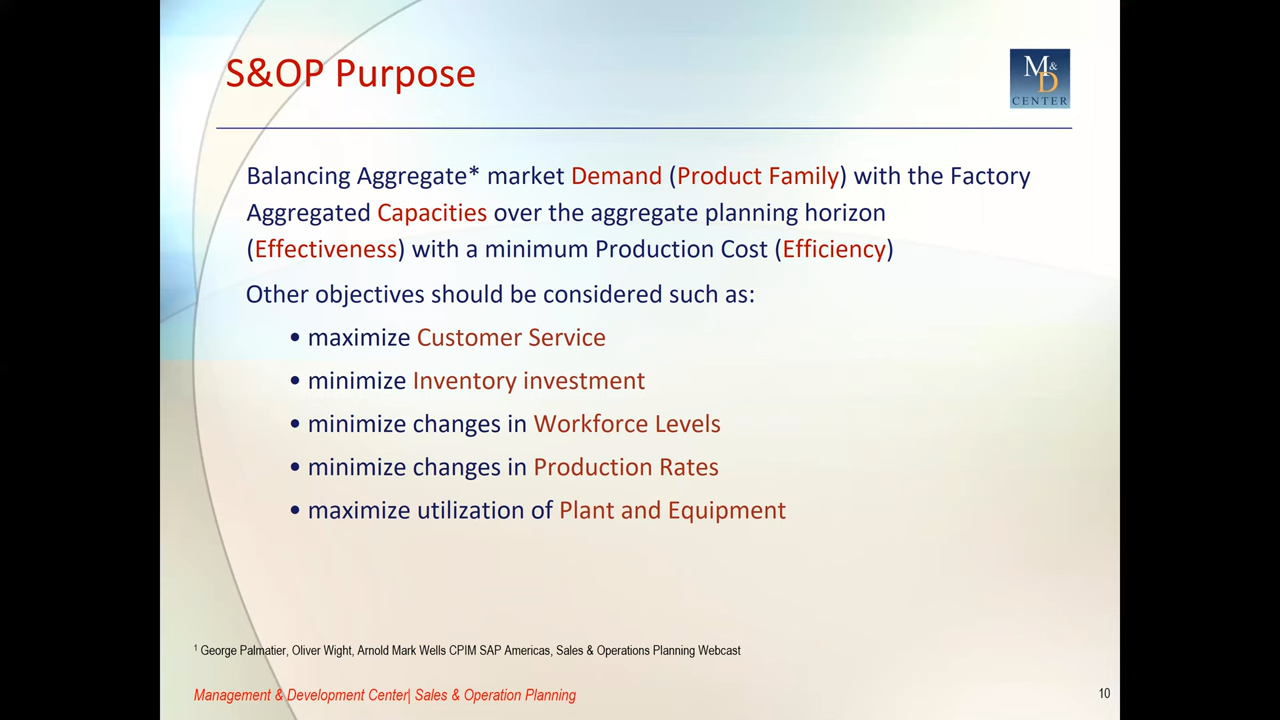 S&OP Purpose
M&
D
CENTER
Balancing Aggregate* market Demand (Product Family) with the Factory
Aggregated Capacities over the aggregate planning horizon
(Effectiveness) with a minimum Production Cost (Efficiency)
Other objectives should be considered such as:
• maximize Customer Service
• minimize Inventory investment
• minimize changes in Workforce Levels
• minimize changes in Production Rates
• maximize utilization of Plant and Equipment
1 George Palmatier, Oliver Wight, Arnold Mark Wells CPIM SAP Americas, Sales & Operations Planning Webcast
Management & Development Center| Sales & Operation Planning
10